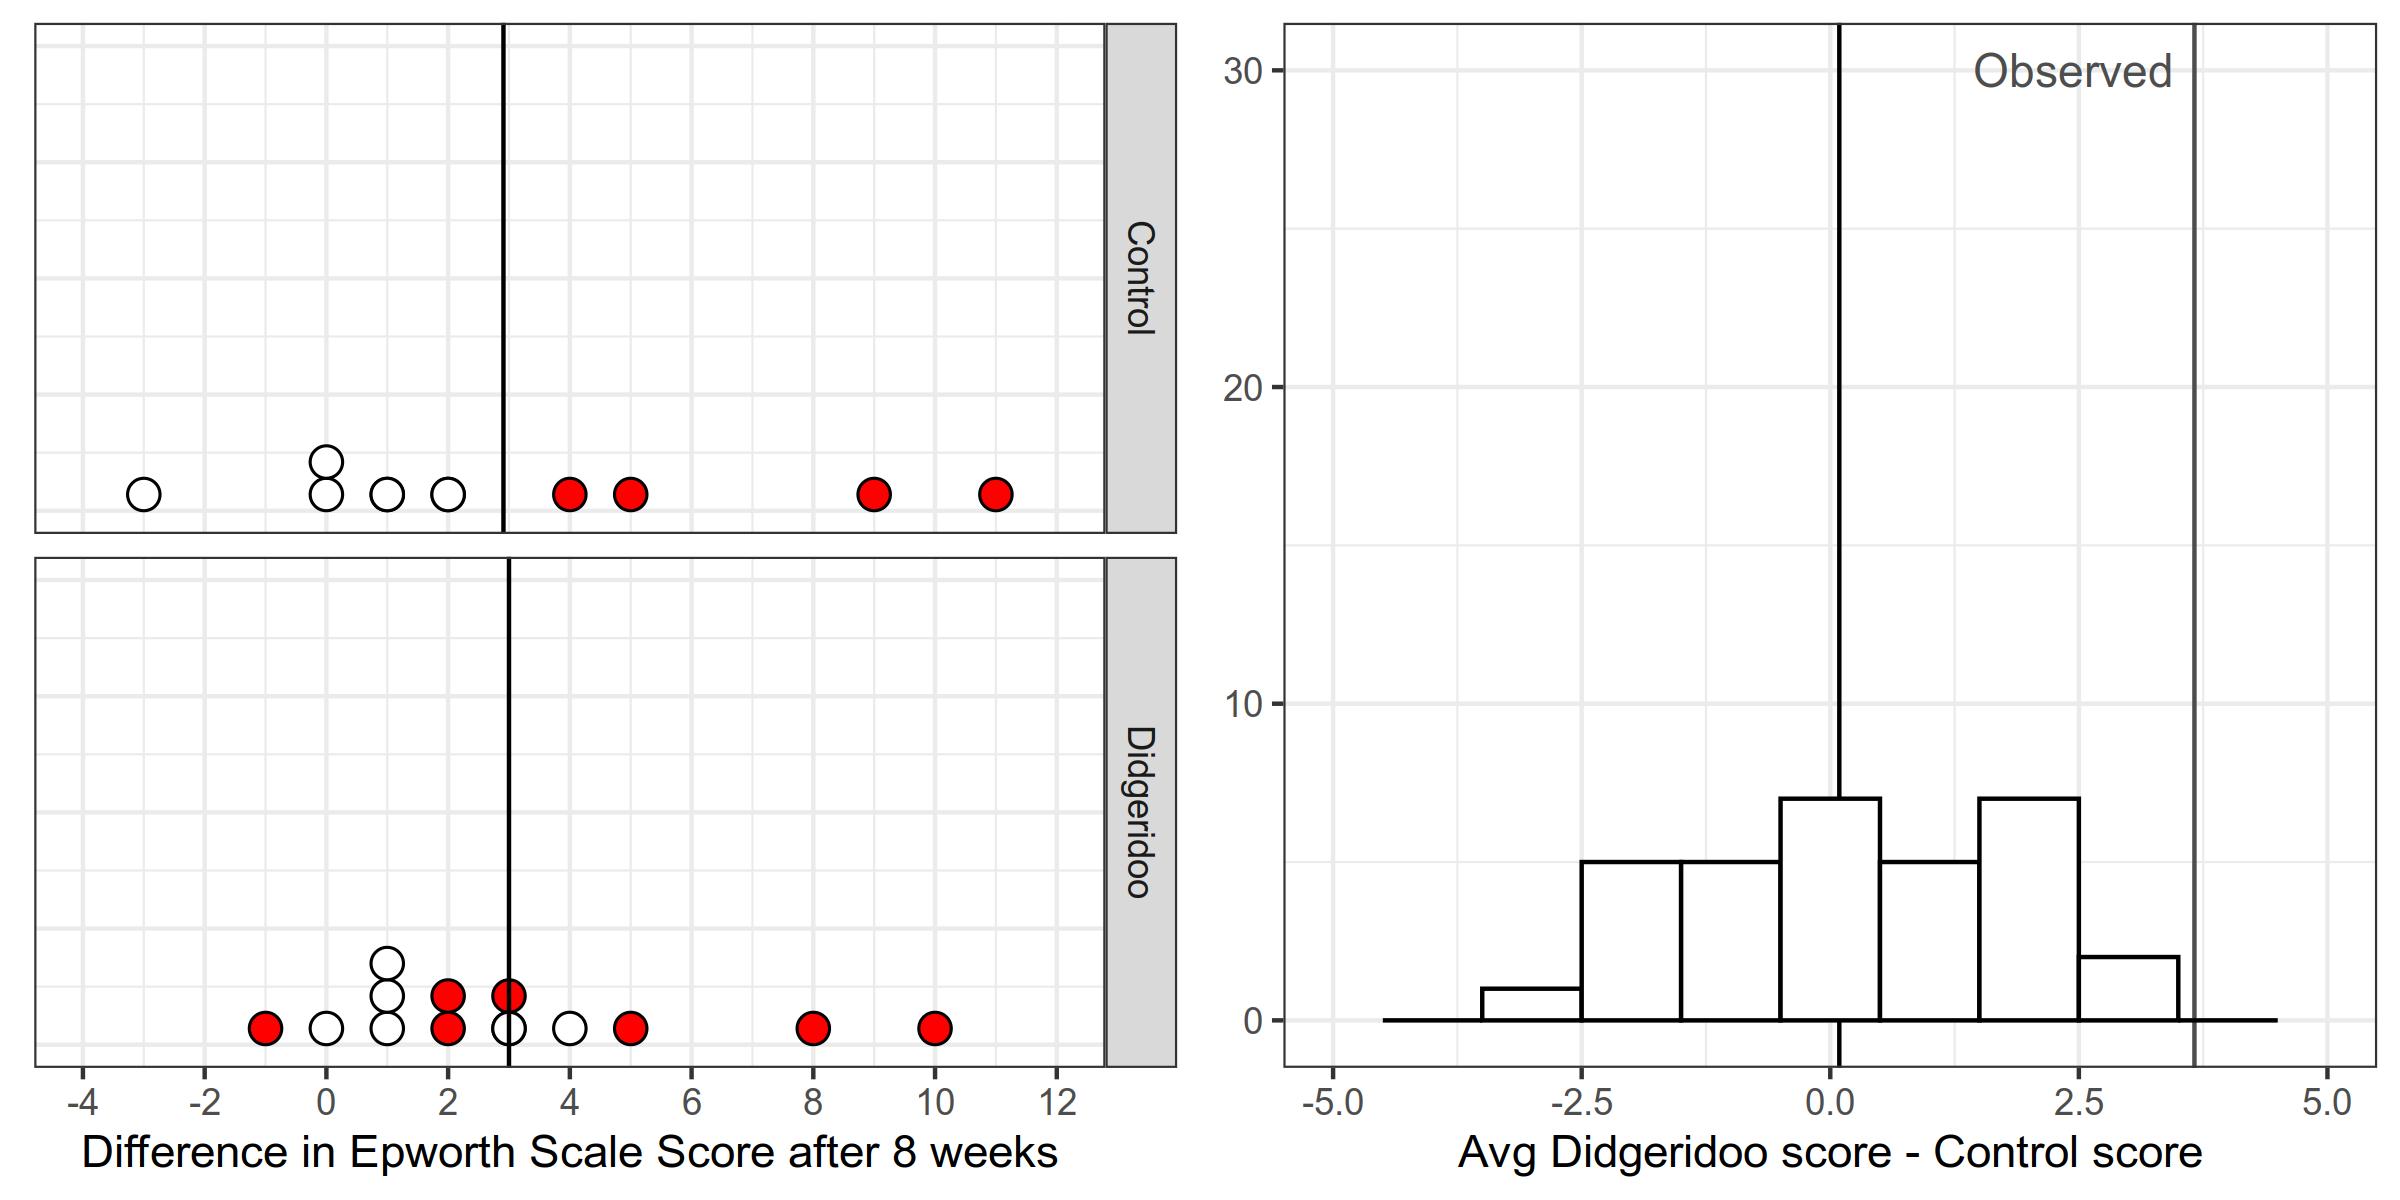 Control
Didgeridoo
-4 -2 0 2 4 6 8 10 12
Difference in Epworth Scale Score after 8 weeks
Observed
30
20
10
0
-5.0 -2.5 0.0 2.5 5.0
Avg Didgeridoo score - Control score